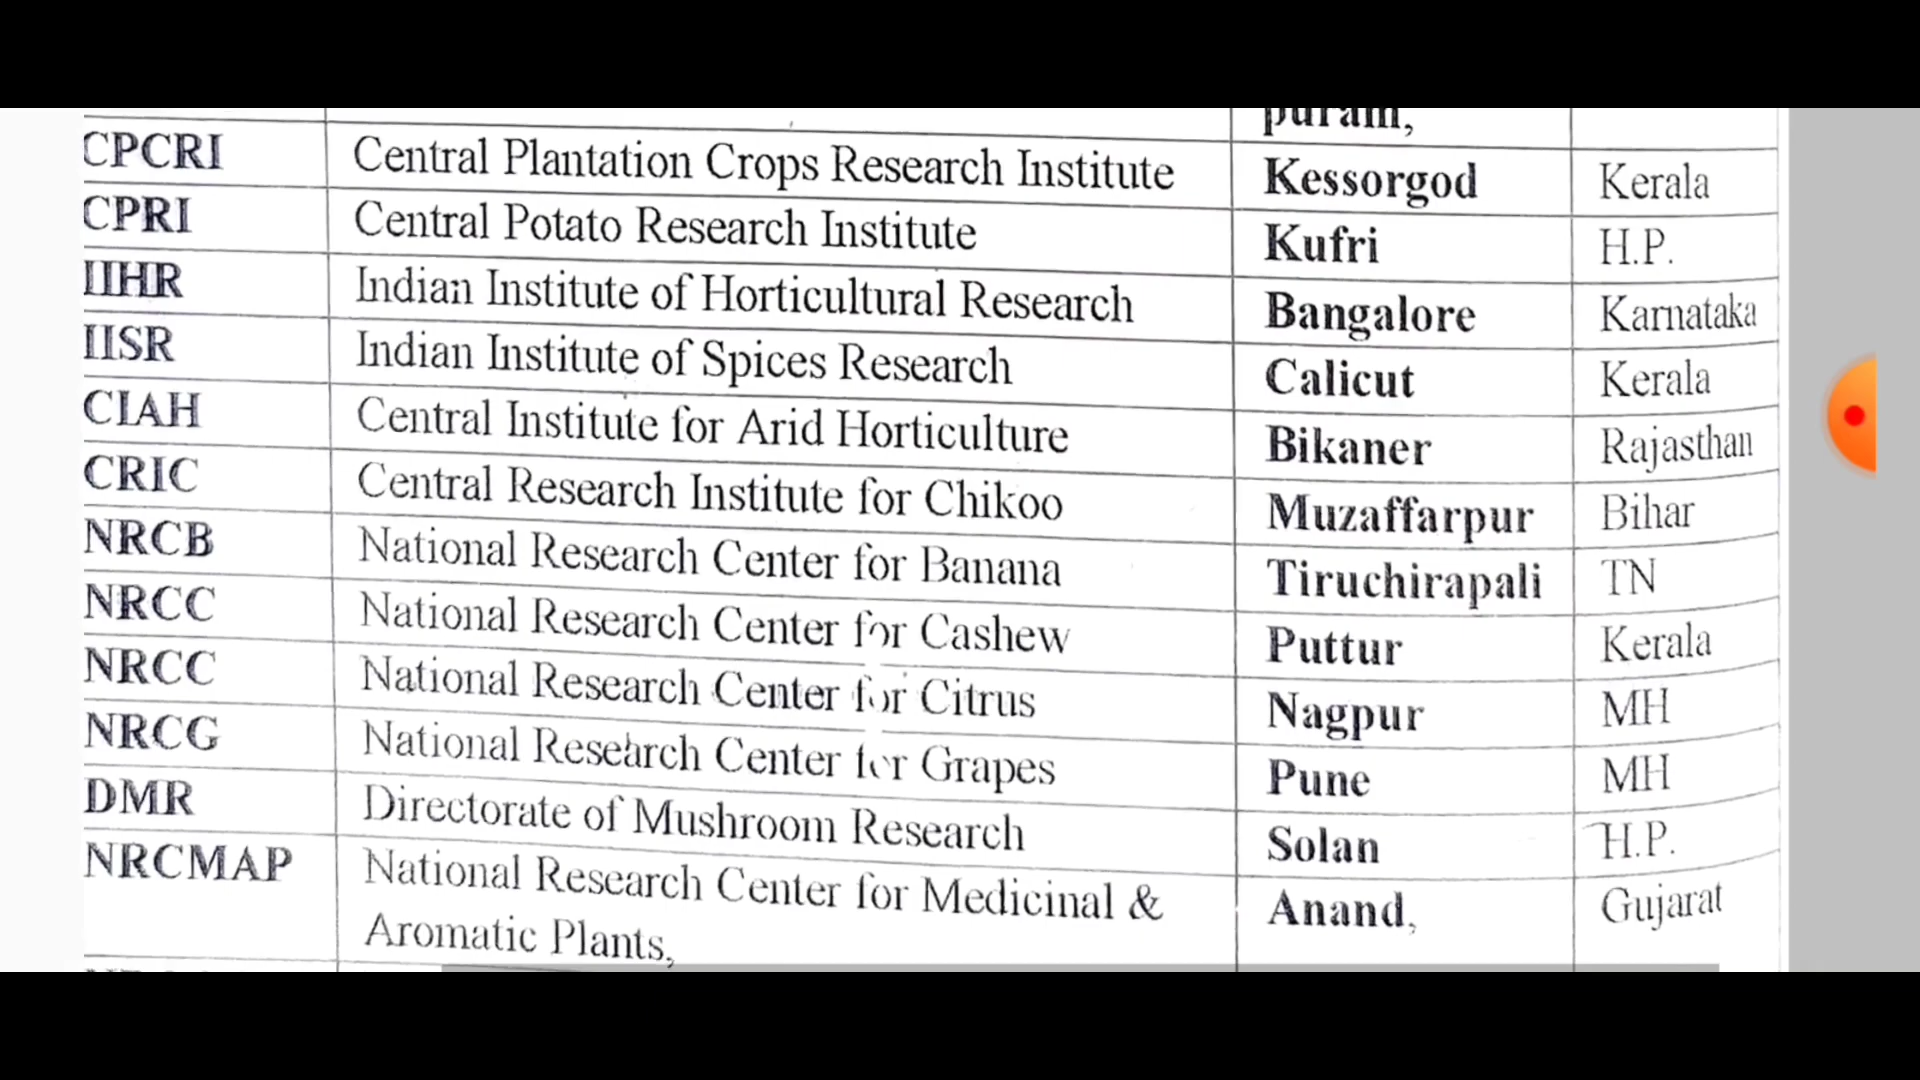 puram,
CPCRI Central Plantation Crops Research Institute Kessorgod Kerala
CPRI Central Potato Research Institute Kufri H.P.
IIHR Indian Institute of Horticultural Research Bangalore Karnataka
IISR Indian Institute of Spices Research Calicut Kerala
CIAH Central Institute for Arid Horticulture Bikaner Rajasthan
CRIC Central Research Institute for Chikoo Muzaffarpur Bihar
NRCB National Research Center for Banana Tiruchirapali TN
NRCC National Research Center for Cashew Puttur Kerala
NRCC National Research Center for Citrus Nagpur MH
NRCG National Research Center for Grapes Pune MH
DMR Directorate of Mushroom Research Solan H.P.
NRCMAP National Research Center for Medicinal & Anand, Gujarat
Aromatic Plants,